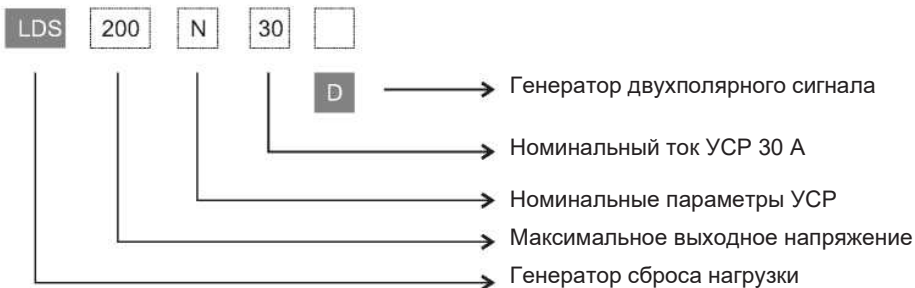 LDS 200 N 30
D Генератор двухполярного сигнала
Номинальный ток УСР 30 А
Номинальные параметры УСР
Максимальное выходное напряжение
Генератор сброса нагрузки